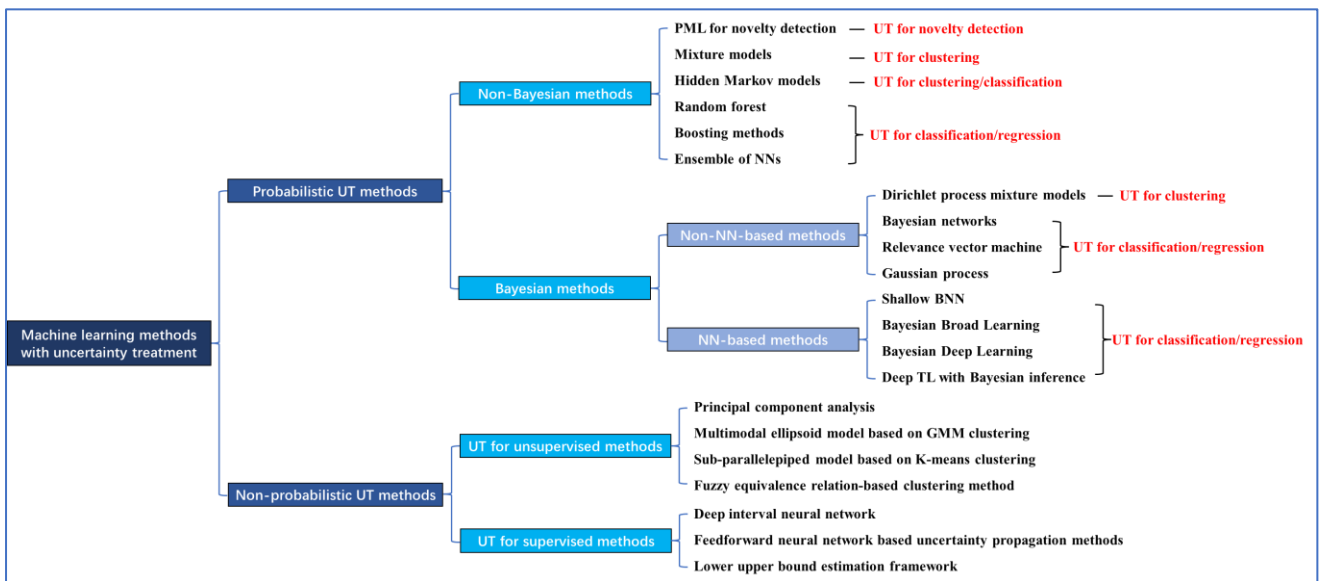 PML for novelty detection — UT for novelty detection
Mixture models — UT for clustering
Hidden Markov models — UT for clustering/classification
Non-Bayesian methods
Random forest
Boosting methods
UT for classification/regression
Ensemble of NNs
Probabilistic UT methods
Dirichlet process mixture models — UT for clustering
Bayesian networks
Non-NN-based methods
Relevance vector machine
UT for classification/regression
Gaussian process
Bayesian methods
Shallow BNN
Bayesian Broad Learning
NN-based methods
Bayesian Deep Learning
UT for classification/regression
Deep TL with Bayesian inference
Machine learning methods
with uncertainty treatment
Principal component analysis
Multimodal ellipsoid model based on GMM clustering
UT for unsupervised methods
Sub-parallelepiped model based on K-means clustering
Fuzzy equivalence relation-based clustering method
Non-probabilistic UT methods
Deep interval neural network
Feedforward neural network based uncertainty propagation methods
UT for supervised methods
Lower upper bound estimation framework